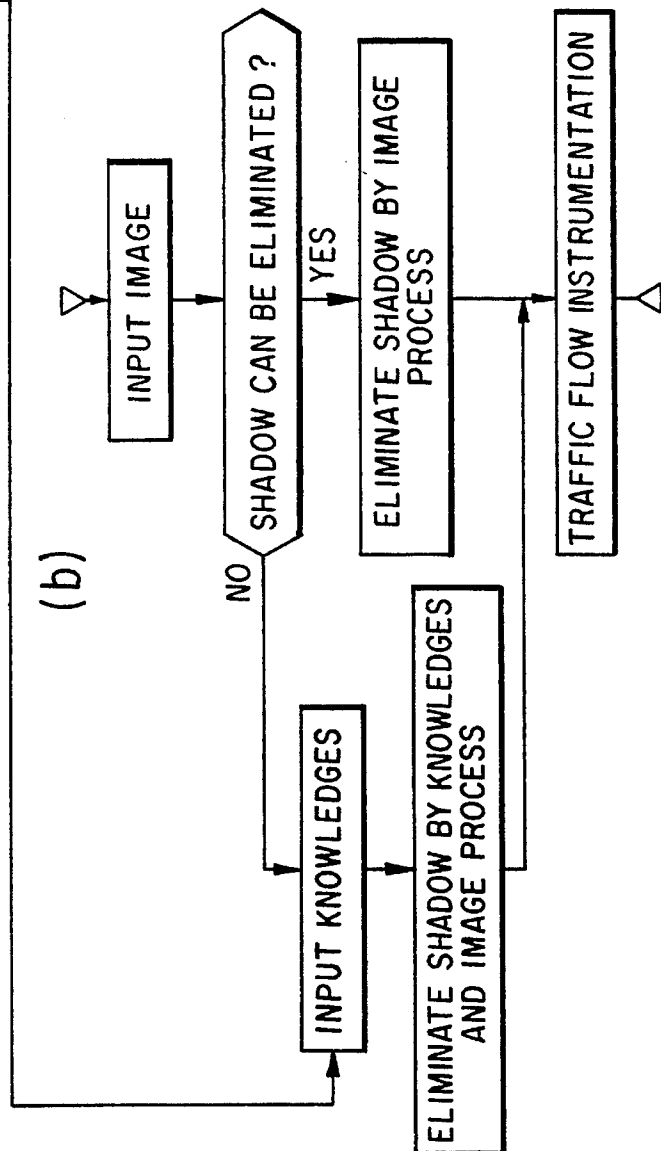 (b)
INPUT IMAGE
SHADOW CAN BE ELIMINATED ?
NO
YES
INPUT KNOWLEDGES
ELIMINATE SHADOW BY IMAGE
PROCESS
ELIMINATE SHADOW BY KNOWLEDGES
AND IMAGE PROCESS
TRAFFIC FLOW INSTRUMENTATION